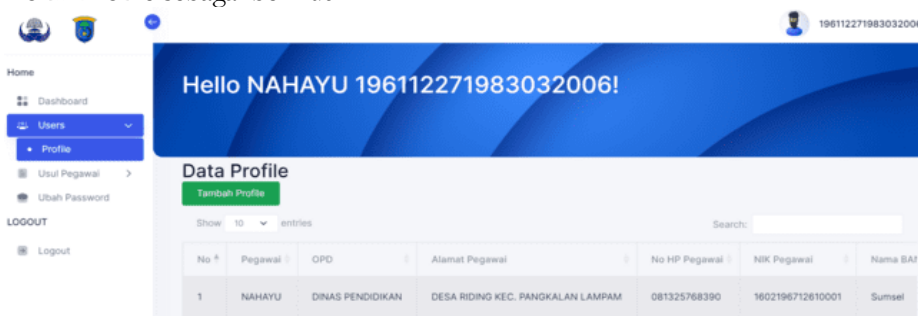 196112271983032006
Home
Dashboard
Users
Profile
Usul Pegawai
Ubah Password
LOGOUT
Logout
Hello NAHAYU 196112271983032006!
Data Profile
Tambah Profile
Show 10 entries
Search:
No Pegawai OPD Alamat Pegawai No HP Pegawai NIK Pegawai Nama
1 NAHAYU DINAS PENDIDIKAN DESA RIDING KEC. PANGKALAN LAMPAM 081325768390 1602196712610001 Sumsel